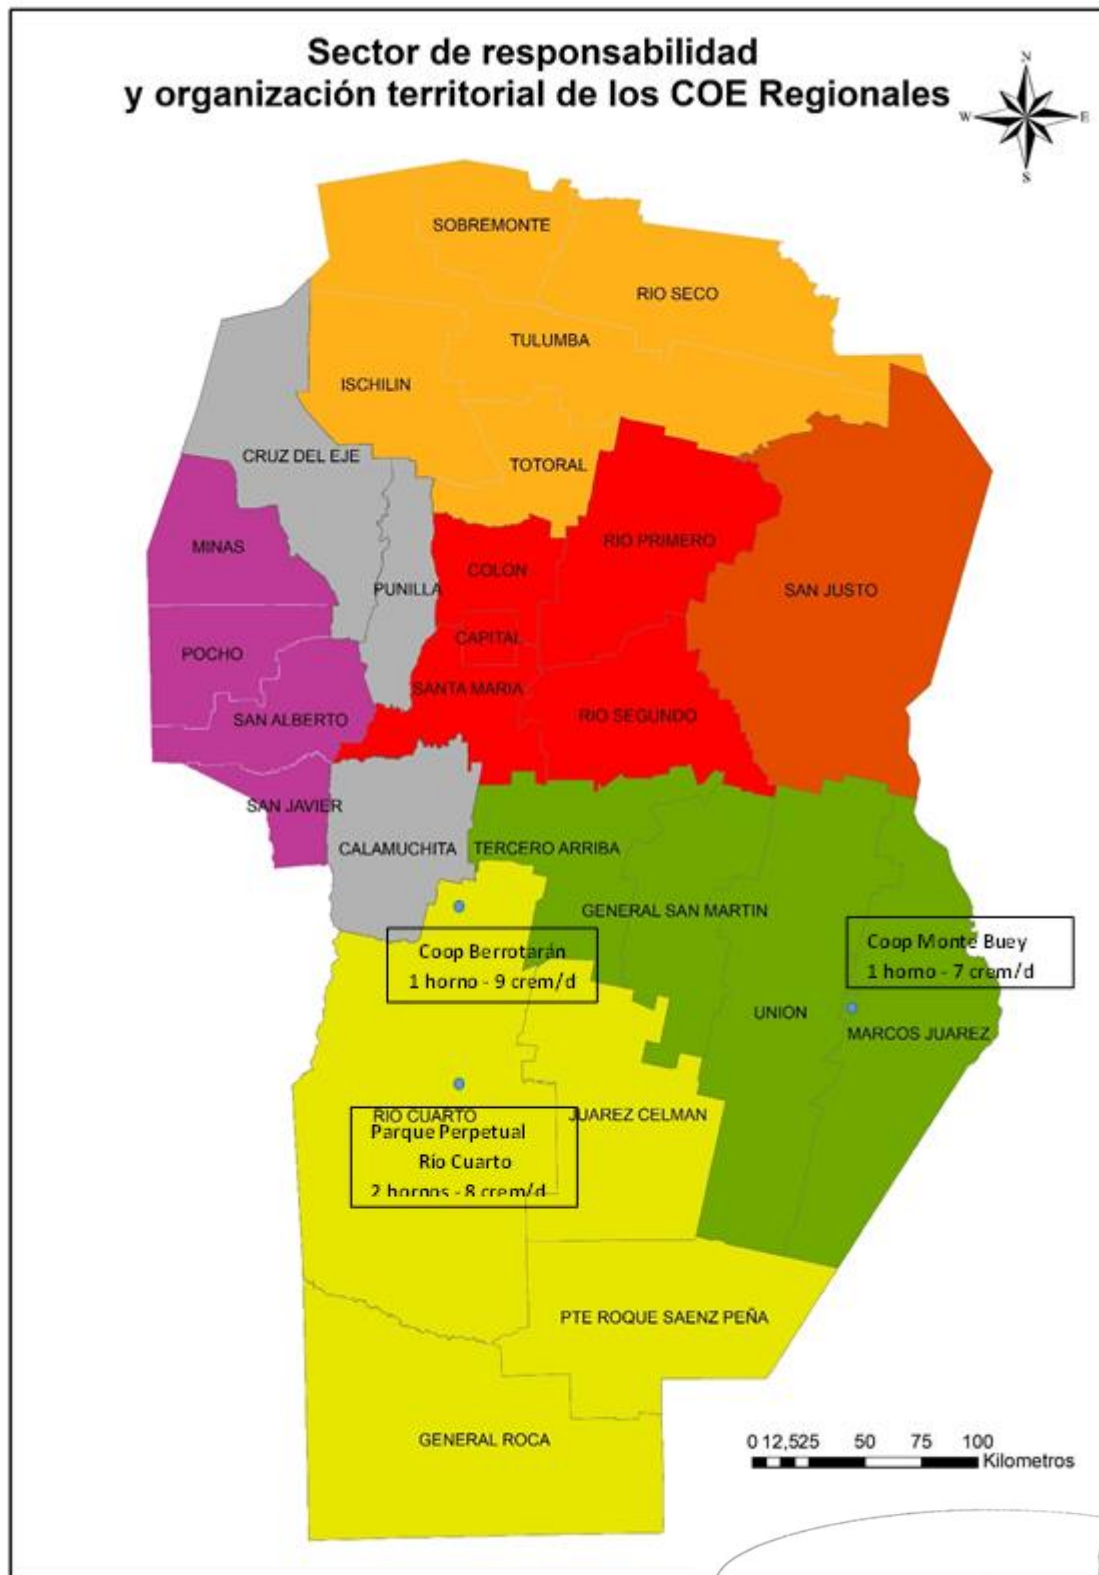 Sector de responsabilidad
y organización territorial de los COE Regionales
N
W
E
S
SOBREMONTE
RIO SECO
TULUMBA
ISCHILIN
CRUZ DEL EJE
TOTORAL
RIO PRIMERO
MINAS
COLON
PUNILLA
SAN JUSTO
CAPITAL
POCHO
SANTA MARIA
SAN ALBERTO
RIO SEGUNDO
SAN JAVIER
CALAMUCHITA
TERCERO ARRIBA
GENERAL SAN MARTIN
Coop Berrotarán
1 horno - 9 crem/d
Coop Monte Buey
1 horno - 7 crem/d
UNION
MARCOS JUAREZ
RIO CUARTO
JUAREZ CELMAN
Parque Perpetual
Río Cuarto
2 hornos - 8 crem/d
PTE ROQUE SAENZ PEÑA
GENERAL ROCA
0 12,525 50 75 100
Kilometros